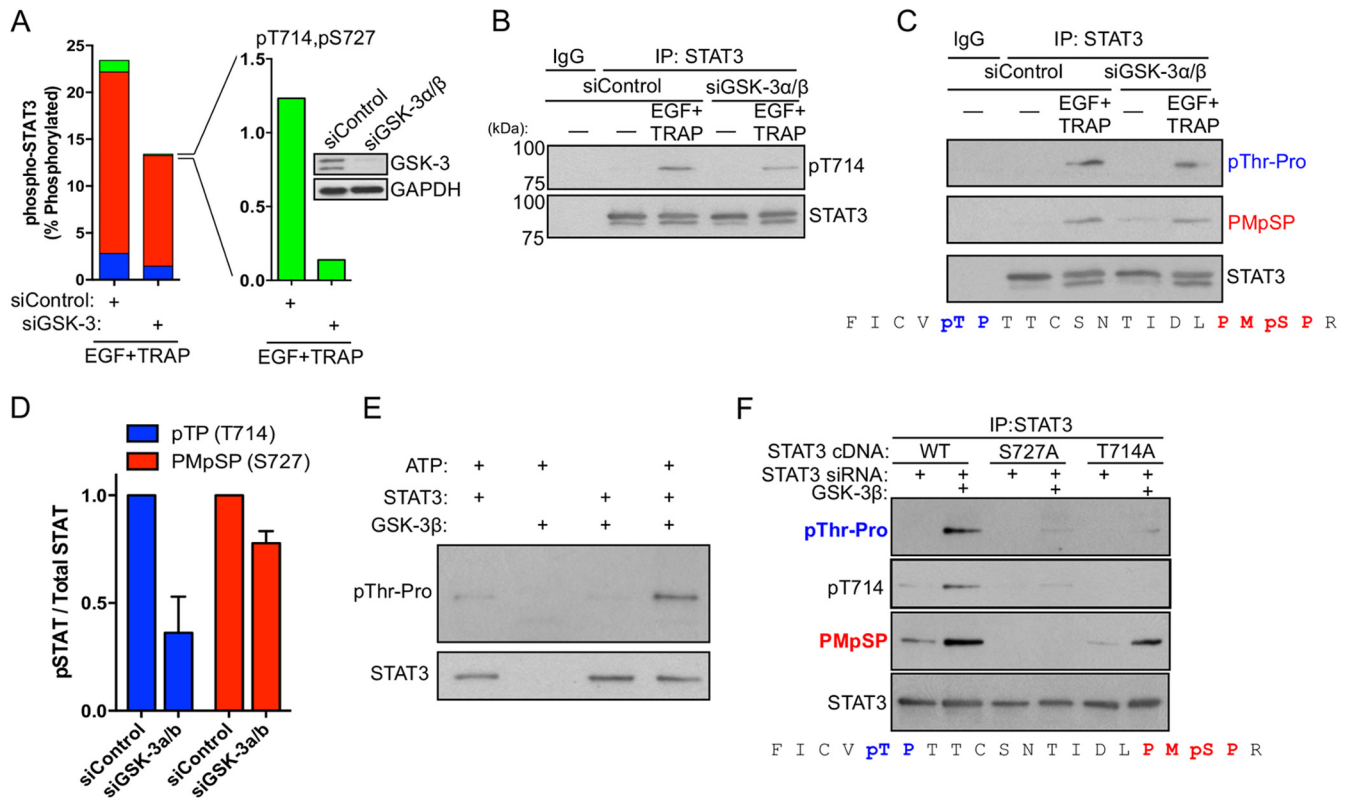 A
pT714,pS727
phospho-STAT3
(% Phosphorylated)
25
20
15
10
5
0
1.5
1.0
0.5
0.0
siControl
siGSK-3α/β
GSK-3
GAPDH
siControl: +
siGSK-3: +
EGF+TRAP
+
+
EGF+TRAP
B
IgG IP: STAT3
siControl siGSK-3α/β
EGF+ EGF+
(kDa): — — TRAP — TRAP
100
75
pT714
100
75
STAT3
C
IgG IP: STAT3
siControl siGSK-3α/β
EGF+ EGF+
— — TRAP — TRAP
pThr-Pro
PMpSP
STAT3
F I C V pT P T T C S N T I D L P M pS P R
D
pTP (T714)
PMpSP (S727)
pSTAT / Total STAT
1.0
0.5
0.0
siControl
siGSK-3a/b
siControl
siGSK-3a/b
E
ATP: + + +
STAT3: + + +
GSK-3β: + + +
pThr-Pro
STAT3
F
IP:STAT3
STAT3 cDNA: WT S727A T714A
STAT3 siRNA: + + + + + +
GSK-3β: + + +
pThr-Pro
pT714
PMpSP
STAT3
F I C V pT P T T C S N T I D L P M pS P R